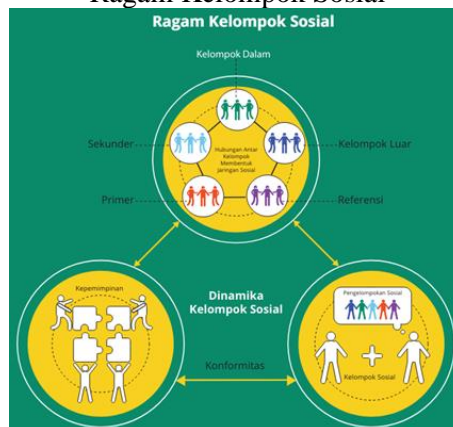 Ragam Kelompok Sosial
Ragam Kelompok Sosial
Kelompok Dalam
Sekunder
Kelompok Luar
Hukungan Antar
Kelompok
Membentuk
Jaringan Sosial
Primer
Referensi
Kepemimpinan
Dinamika
Kelompok Sosial
Pengelompokan Sosial
Kelompok Sosial
Konformitas